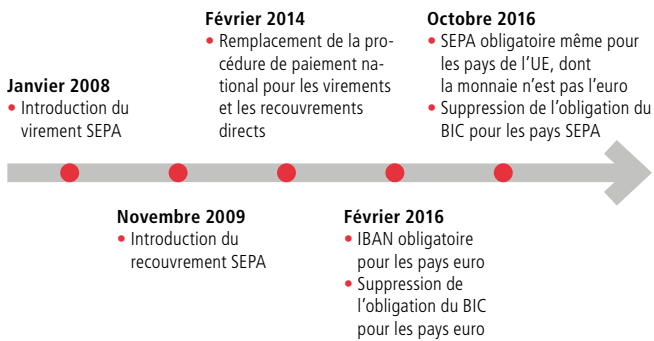 Janvier 2008
• Introduction du
virement SEPA
Novembre 2009
• Introduction du
recouvrement SEPA
Février 2014
• Remplacement de la pro-
cédure de paiement na-
tional pour les virements
et les recouvrements
directs
Février 2016
• IBAN obligatoire
pour les pays euro
• Suppression de
l’obligation du BIC
pour les pays euro
Octobre 2016
• SEPA obligatoire même pour
les pays de l’UE, dont
la monnaie n’est pas l’euro
• Suppression de l’obligation du
BIC pour les pays SEPA